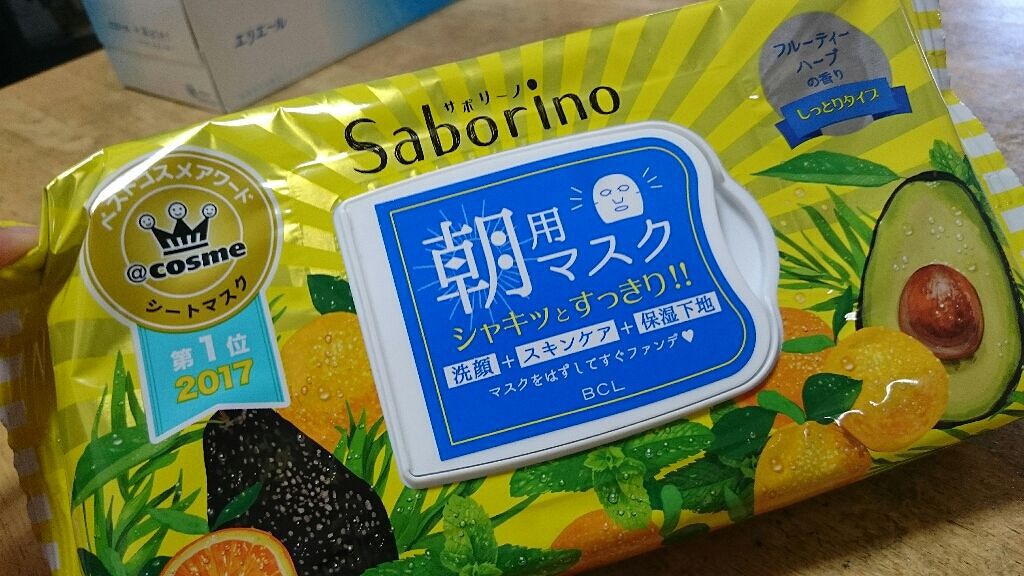 エリエール
サボリーノ
Saborino
フルーティー
ハーブ
の香り
しっとりタイプ
ベストコスメアワード
@cosme
シートマスク
第1位
2017
朝用
マスク
シャキッとすっきり!!
洗顔+スキンケア+保湿下地
マスクをはずしてすぐファンデ♥
BCL